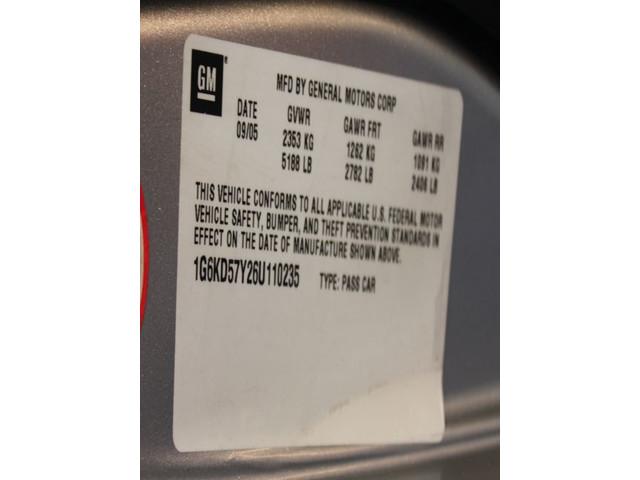 GM
MFD BY GENERAL MOTORS CORP
DATE GVWR GAWR FRT GAWR RR
09/05 2353 KG 1262 KG 1091 KG
5188 LB 2782 LB 2406 LB
THIS VEHICLE CONFORMS TO ALL APPLICABLE U.S. FEDERAL MOTOR
VEHICLE SAFETY, BUMPER, AND THEFT PREVENTION STANDARDS IN
EFFECT ON THE DATE OF MANUFACTURE SHOWN ABOVE.
1G6KD57Y26U110235 TYPE: PASS CAR